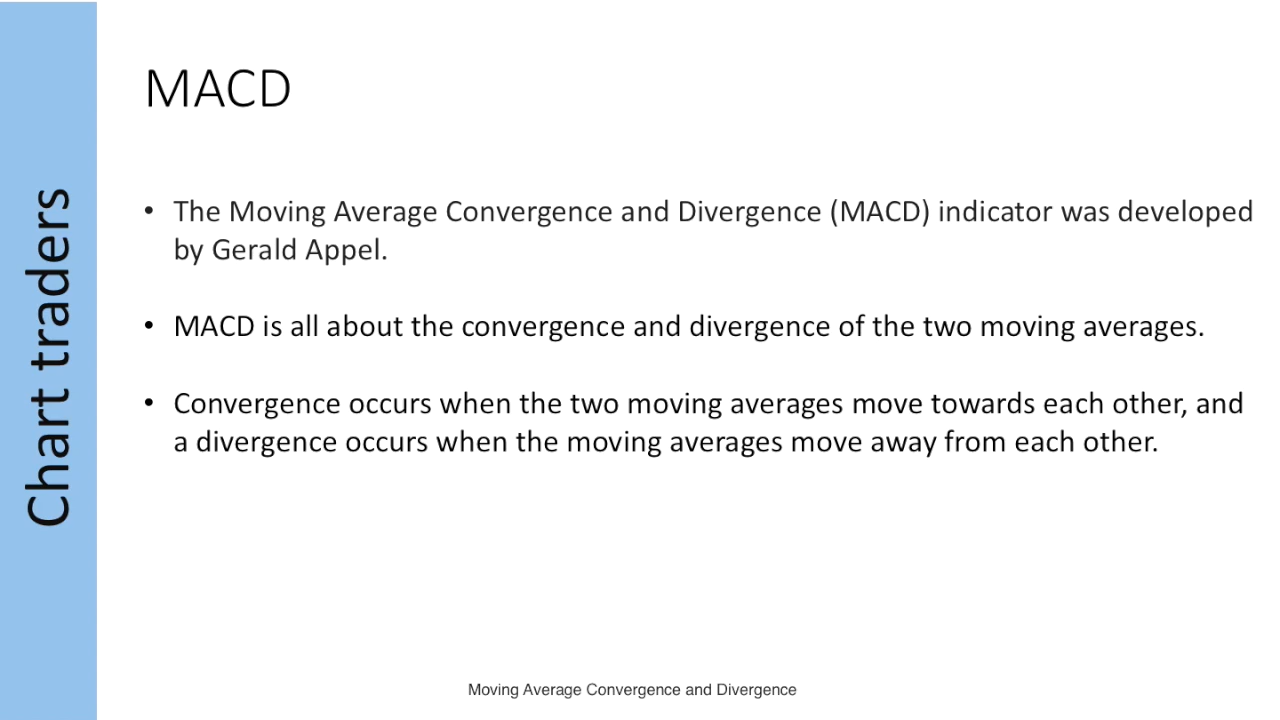 MACD
Chart traders
• The Moving Average Convergence and Divergence (MACD) indicator was developed
by Gerald Appel.
• MACD is all about the convergence and divergence of the two moving averages.
• Convergence occurs when the two moving averages move towards each other, and
a divergence occurs when the moving averages move away from each other.
Moving Average Convergence and Divergence